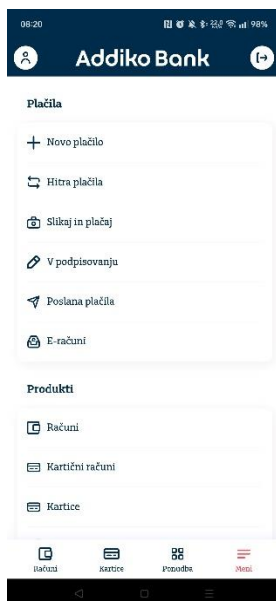 08:20
98%
Addiko Bank
Plačila
Novo plačilo
Hitra plačila
Slikaj in plačaj
V podpisovanju
Poslana plačila
E-računi
Produkti
Računi
Kartični računi
Kartice
Računi Kartice Ponudba Meni